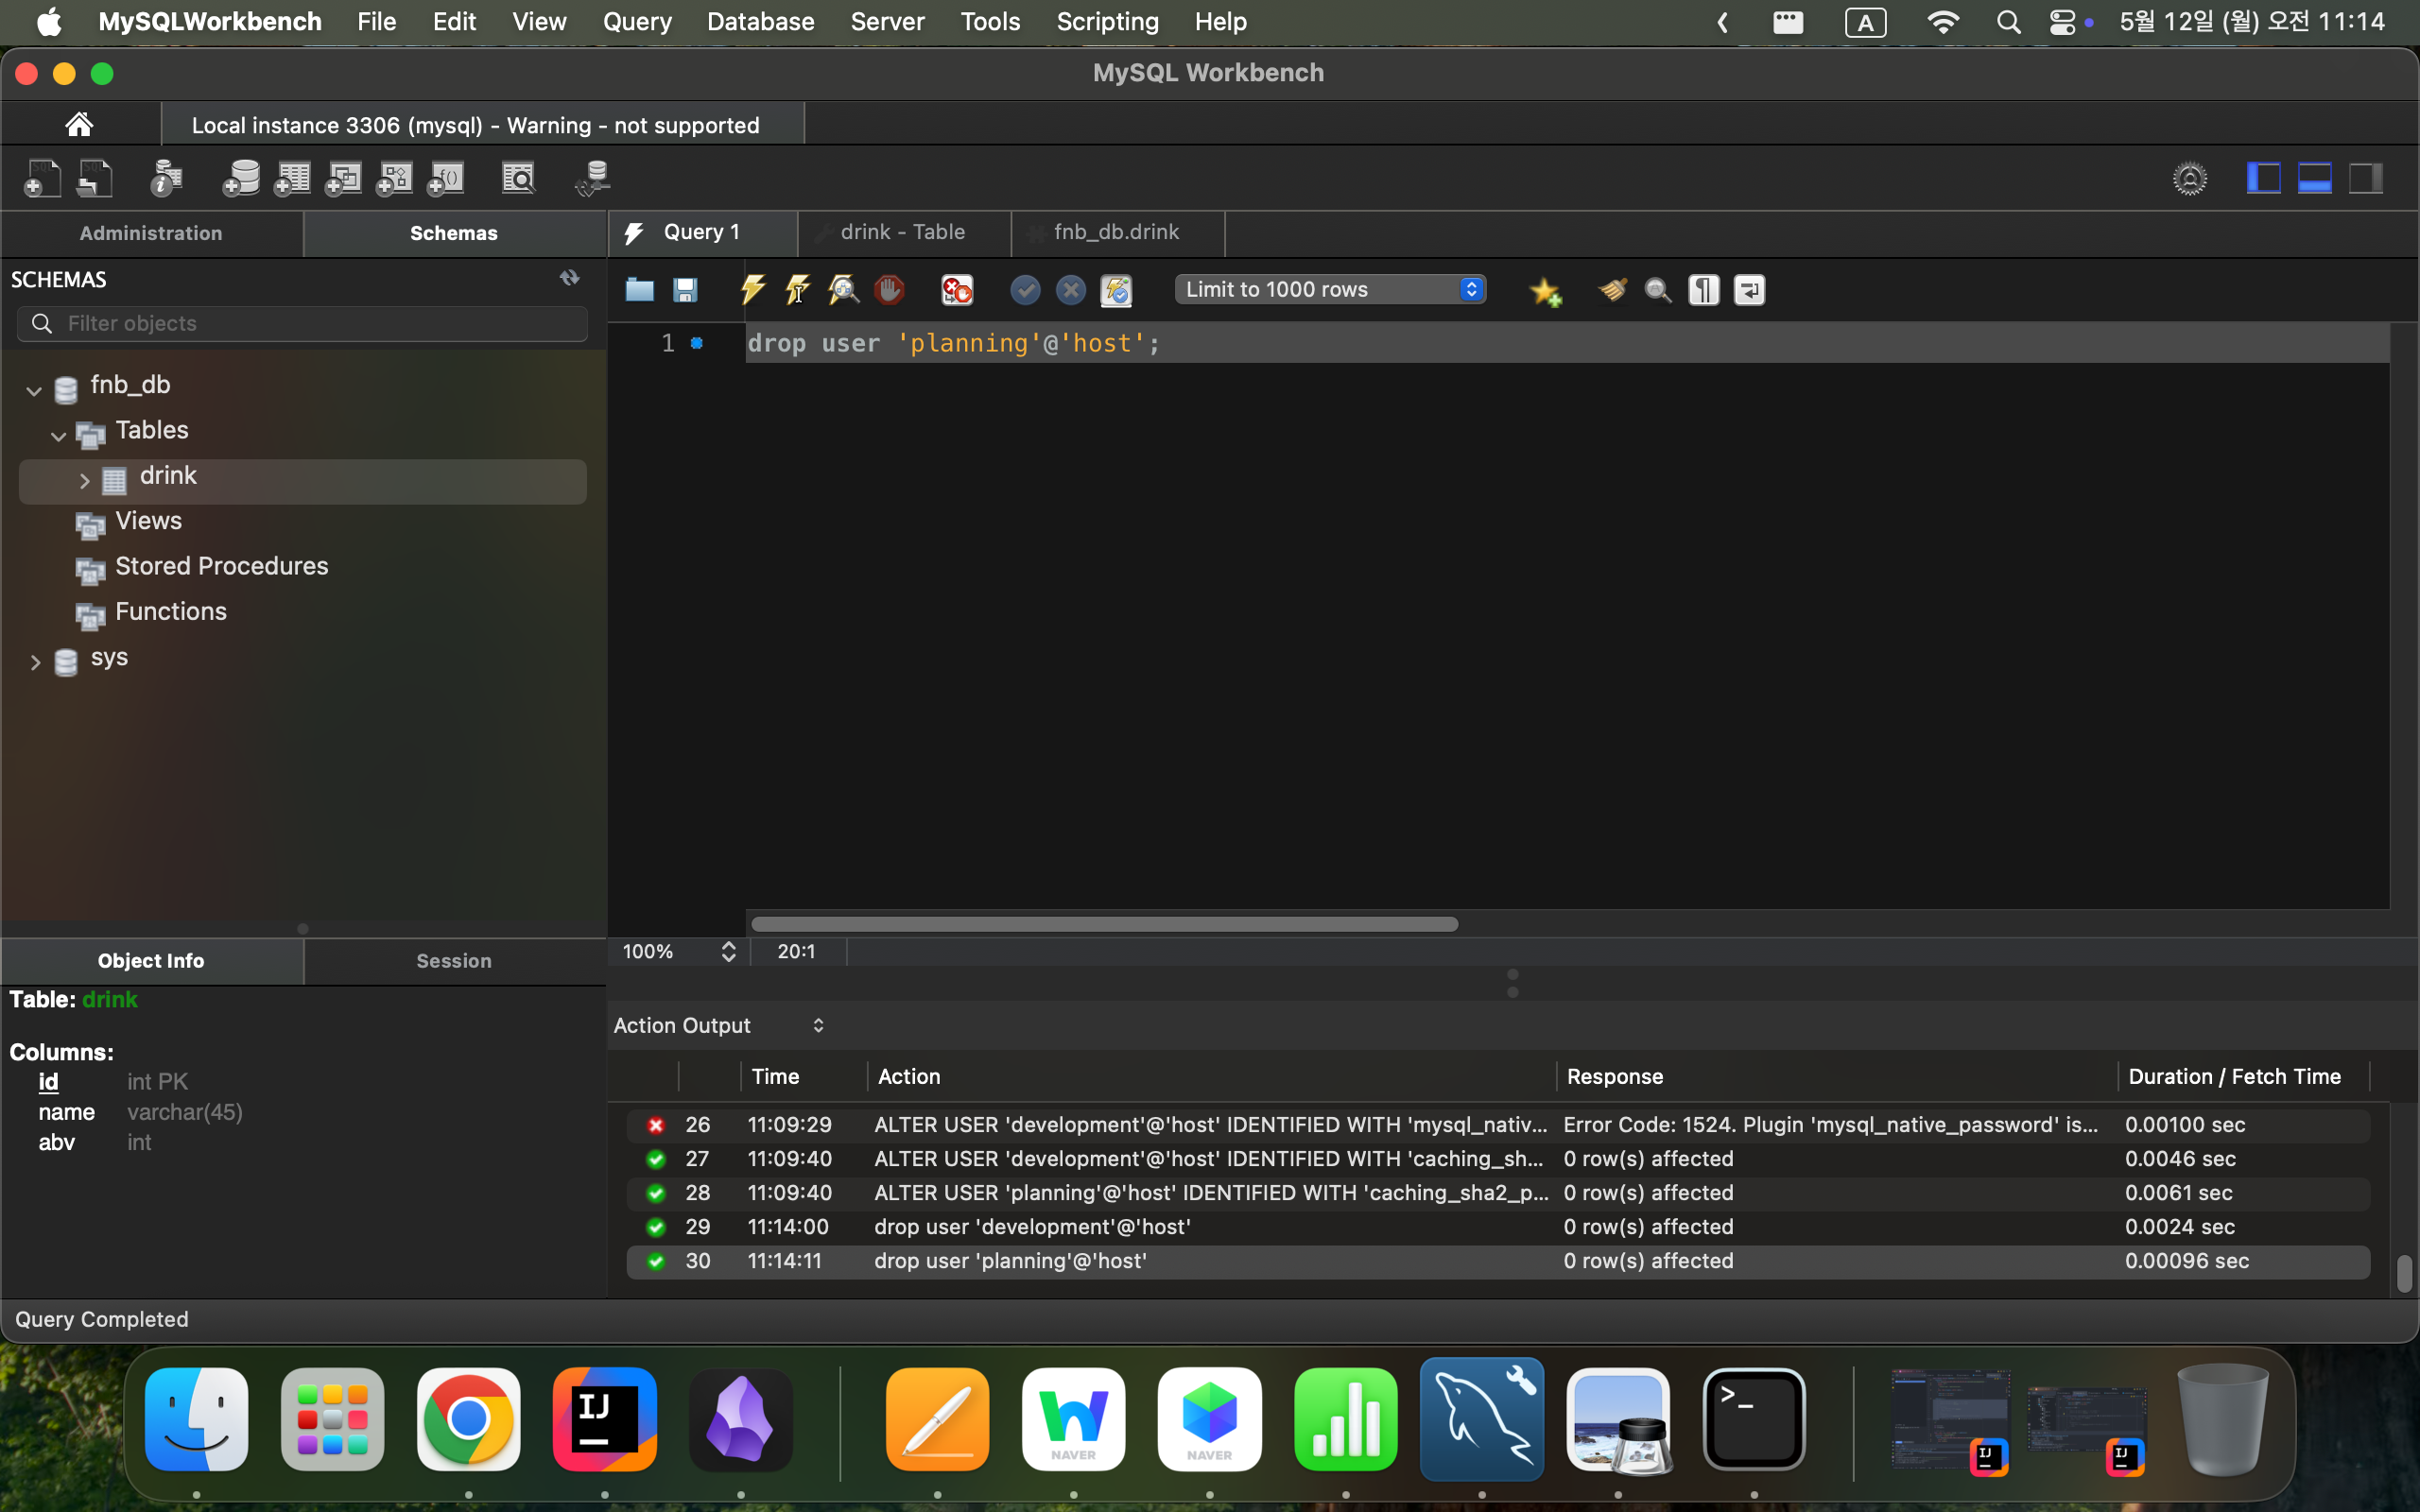 MySQLWorkbench File Edit View Query Database Server Tools Scripting Help A 5월 12일 (월) 오전 11:14
MySQL Workbench
Local instance 3306 (mysql) - Warning - not supported
Administration Schemas Query 1 drink - Table fnb_db.drink
SCHEMAS
Limit to 1000 rows
Filter objects
1 drop user 'planning'@'host';
fnb_db
Tables
drink
Views
Stored Procedures
Functions
sys
100% 20:1
Object Info Session
Table: drink
Columns:
id int PK
name varchar(45)
abv int
Action Output
Time Action Response Duration / Fetch Time
26 11:09:29 ALTER USER 'development'@'host' IDENTIFIED WITH 'mysql_nativ... Error Code: 1524. Plugin 'mysql_native_password' is... 0.00100 sec
27 11:09:40 ALTER USER 'development'@'host' IDENTIFIED WITH 'caching_sh... 0 row(s) affected 0.0046 sec
28 11:09:40 ALTER USER 'planning'@'host' IDENTIFIED WITH 'caching_sha2_p... 0 row(s) affected 0.0061 sec
29 11:14:00 drop user 'development'@'host' 0 row(s) affected 0.0024 sec
30 11:14:11 drop user 'planning'@'host' 0 row(s) affected 0.00096 sec
Query Completed
IJ
NAVER
NAVER
IJ
IJ